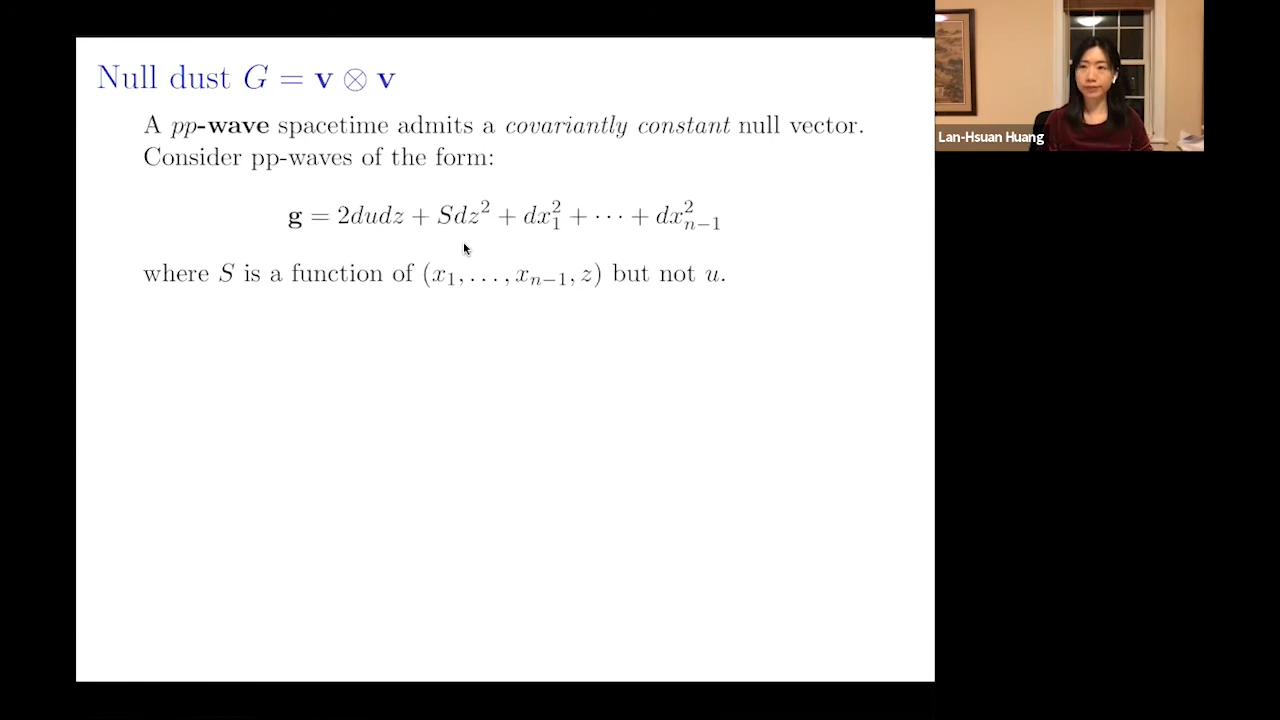 Null dust G = v ⊗ v
A pp-wave spacetime admits a covariantly constant null vector.
Consider pp-waves of the form:
g = 2dudz + Sdz² + dx₁² + ··· + dx²ₙ₋₁
where S is a function of (x₁, . . . , xₙ₋₁, z) but not u.
Lan-Hsuan Huang